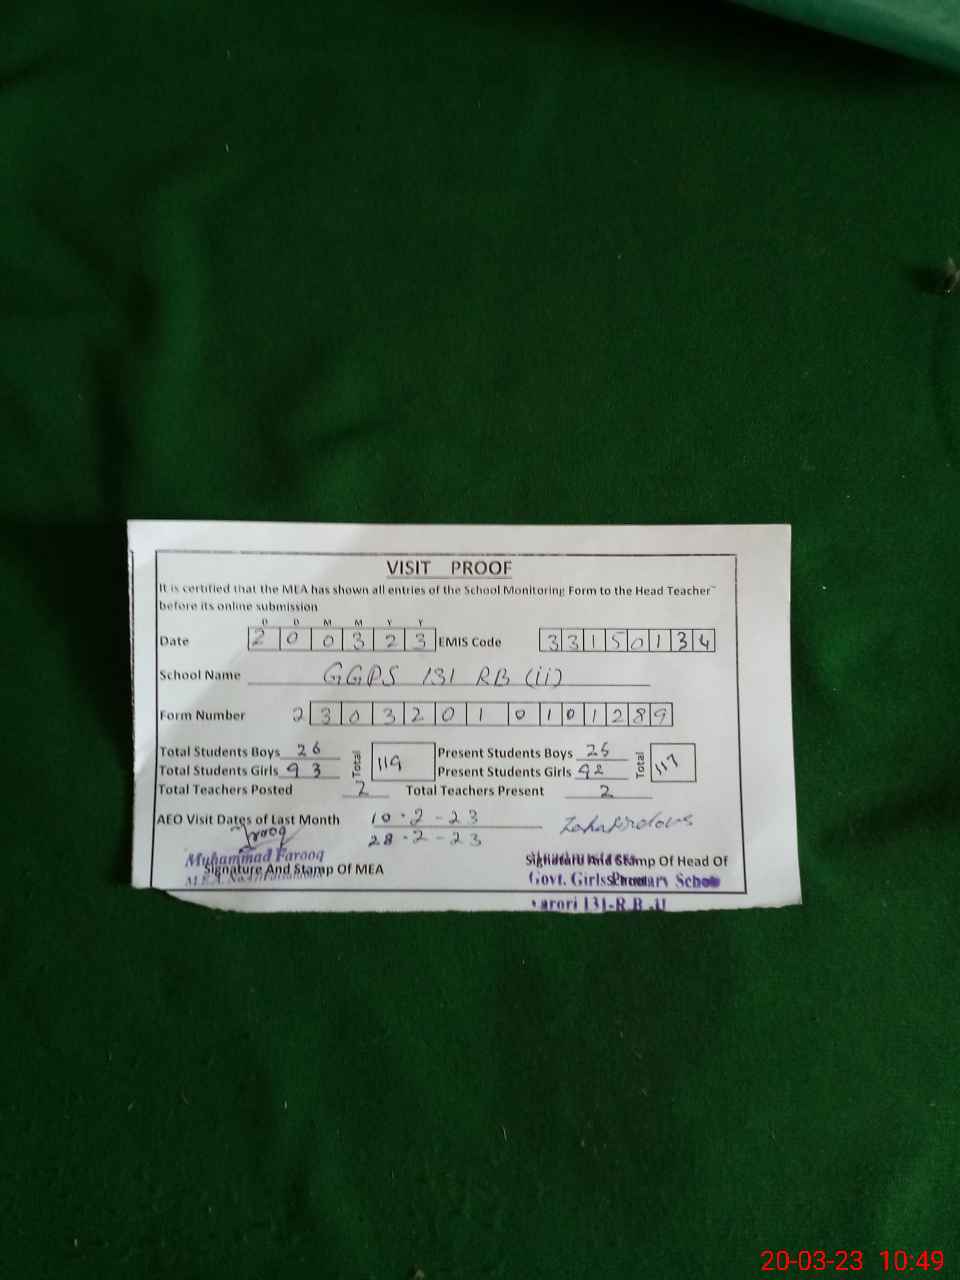 VISIT PROOF
It is certified that the MEA has shown all entries of the School Monitoring Form to the Head Teacher
before its online submission
D D M M Y Y
Date 2 0 0 3 2 3 EMIS Code 3 3 1 5 0 1 3 4
School Name GGPS 131 RB (ii)
Form Number 2 3 0 3 2 0 1 0 1 0 1 2 8 9
Total Students Boys 26 Total 119 Present Students Boys 25 Total 117
Total Students Girls 93 Present Students Girls 92
Total Teachers Posted 2 Total Teachers Present 2
AEO Visit Dates of Last Month 10-2-23
28-2-23
Muhammad Farooq
Signature And Stamp Of MEA
Signature And Stamp Of Head Of
Govt. Girls Primary School
131-R.B-II
20-03-23 10:49